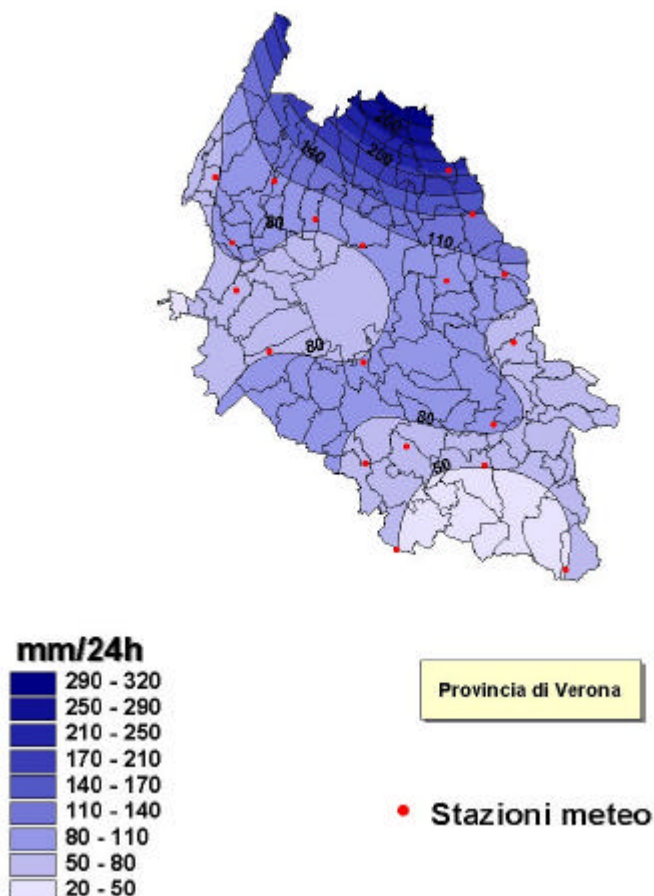 260
200
140
80
110
80
80
50
mm/24h
290 - 320
250 - 290
210 - 250
170 - 210
140 - 170
110 - 140
80 - 110
50 - 80
20 - 50
Provincia di Verona
Stazioni meteo